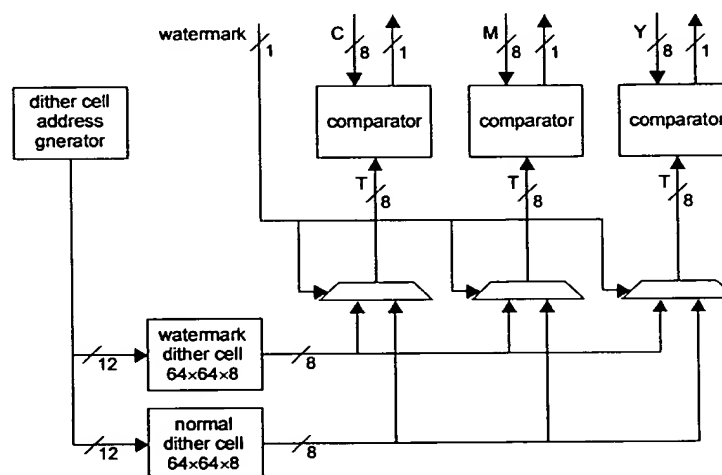 watermark 1 C 8 1 M 8 1 Y 8 1
dither cell
address
gnerator
comparator comparator comparator
T 8 T 8 T 8
watermark
dither cell
64×64×8
12 8
normal
dither cell
64×64×8
12 8